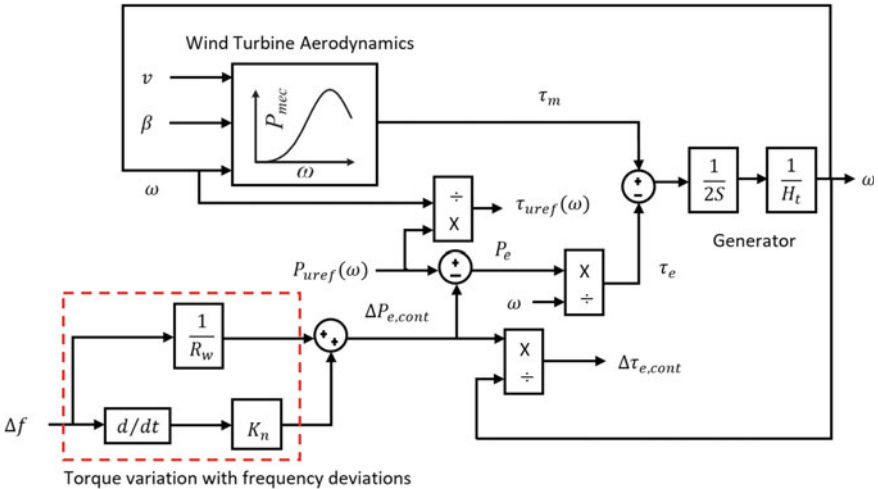 Wind Turbine Aerodynamics
v
β
ω
P_mec
ω
τ_m
+
−
1/2S
1/H_t
ω
Generator
÷
X
τ_uref(ω)
P_uref(ω)
+
−
P_e
X
÷
ω
τ_e
ΔP_e,cont
1/R_w
+
+
X
÷
Δτ_e,cont
Δf
d/dt
K_n
Torque variation with frequency deviations